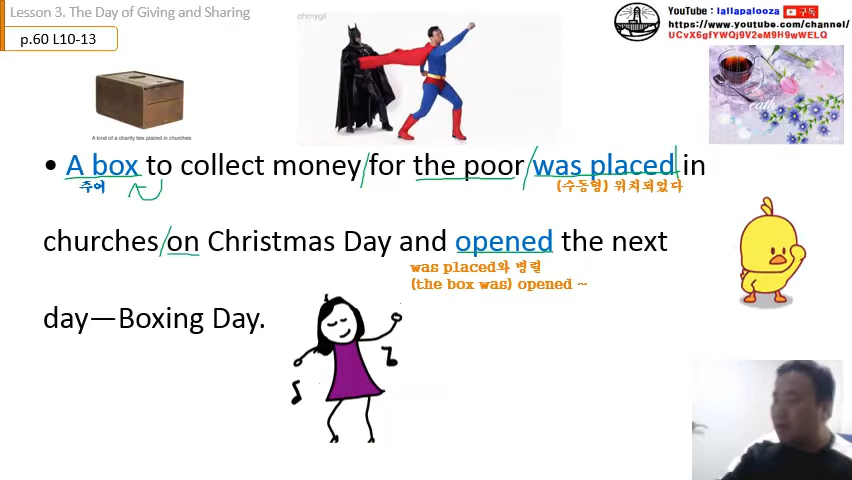 Lesson 3. The Day of Giving and Sharing
p.60 L10-13
ahmygif
YouTube : lallapalooza 구독
https://www.youtube.com/channel/
UCvX6gfYWQj9V2eM9H9wWELQ
A kind of a charity box placed in churches.
• A box to collect money for the poor was placed in
주어
(수동형) 위치되었다
churches on Christmas Day and opened the next
was placed와 병렬
(the box was) opened ~
day—Boxing Day.